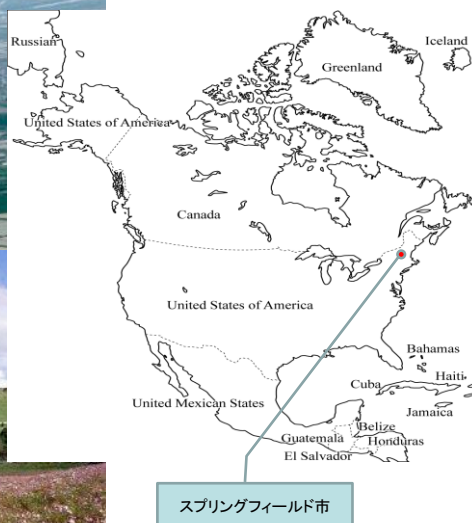 Russian
Iceland
Greenland
United States of America
Canada
United States of America
Bahamas
Cuba
Haiti
United Mexican States
Jamaica
Belize
Guatemala
Honduras
El Salvador
スプリングフィールド市